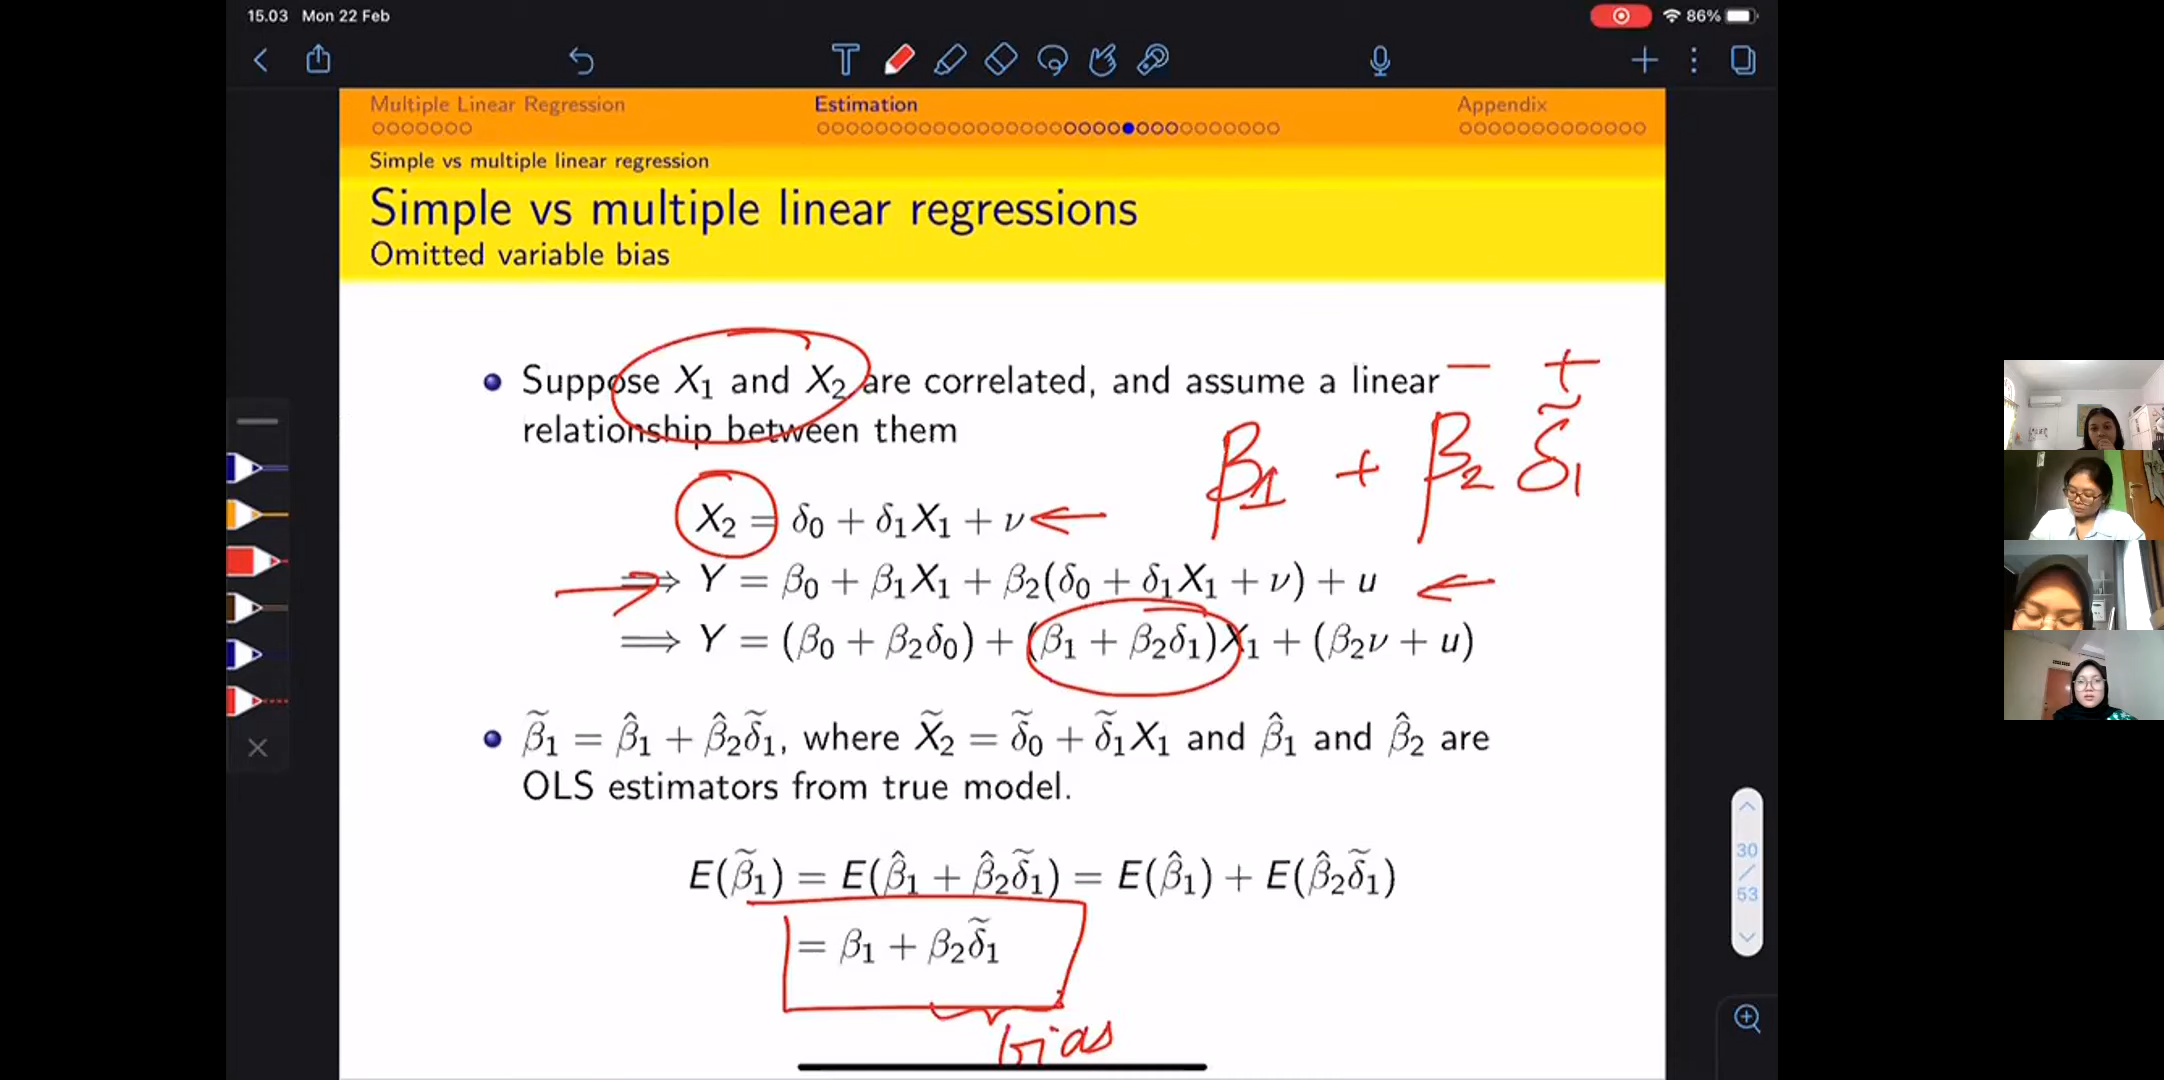 15.03 Mon 22 Feb
86%
Multiple Linear Regression Estimation Appendix
Simple vs multiple linear regression
Simple vs multiple linear regressions
Omitted variable bias
Suppose X₁ and X₂ are correlated, and assume a linear
relationship between them
− +
β₁ + β₂ δ̃₁
X₂ = δ₀ + δ₁X₁ + ν
⟹ Y = β₀ + β₁X₁ + β₂(δ₀ + δ₁X₁ + ν) + u
⟹ Y = (β₀ + β₂δ₀) + (β₁ + β₂δ₁)X₁ + (β₂ν + u)
β̃₁ = β̂₁ + β̂₂δ̃₁, where X̃₂ = δ̃₀ + δ̃₁X₁ and β̂₁ and β̂₂ are
OLS estimators from true model.
E(β̃₁) = E(β̂₁ + β̂₂δ̃₁) = E(β̂₁) + E(β̂₂δ̃₁)
= β₁ + β₂δ̃₁
bias
30
/
53